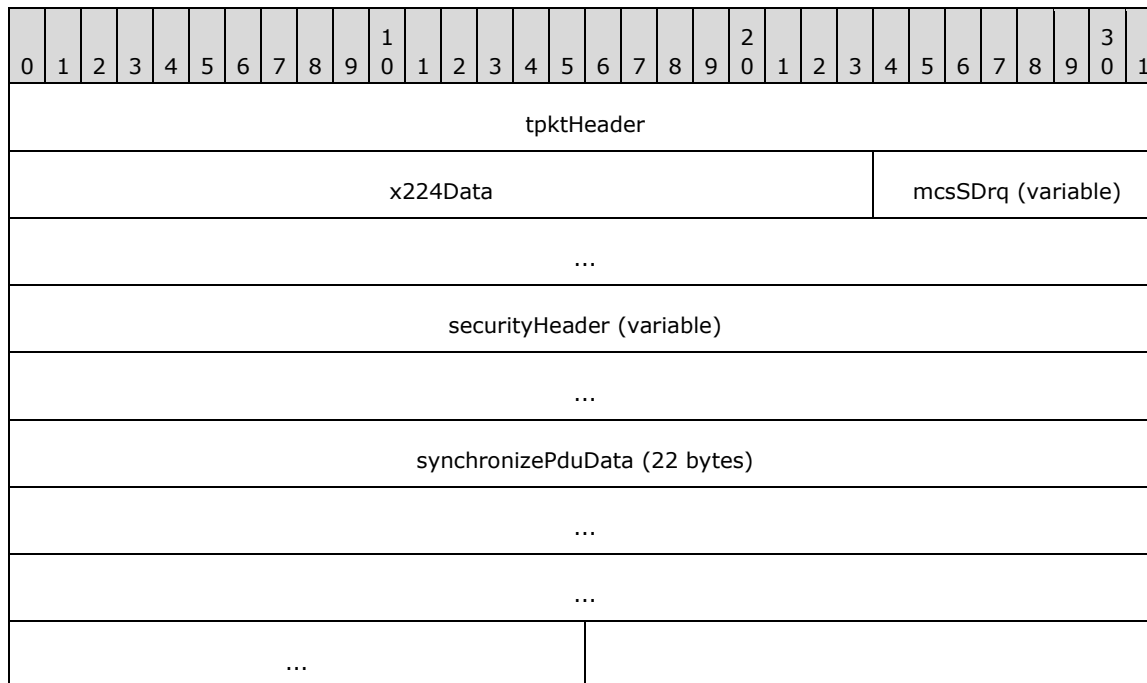 1 2 3
0 1 2 3 4 5 6 7 8 9 0 1 2 3 4 5 6 7 8 9 0 1 2 3 4 5 6 7 8 9 0 1
tpktHeader
x224Data mcsSDrq (variable)
...
securityHeader (variable)
...
synchronizePduData (22 bytes)
...
...
...